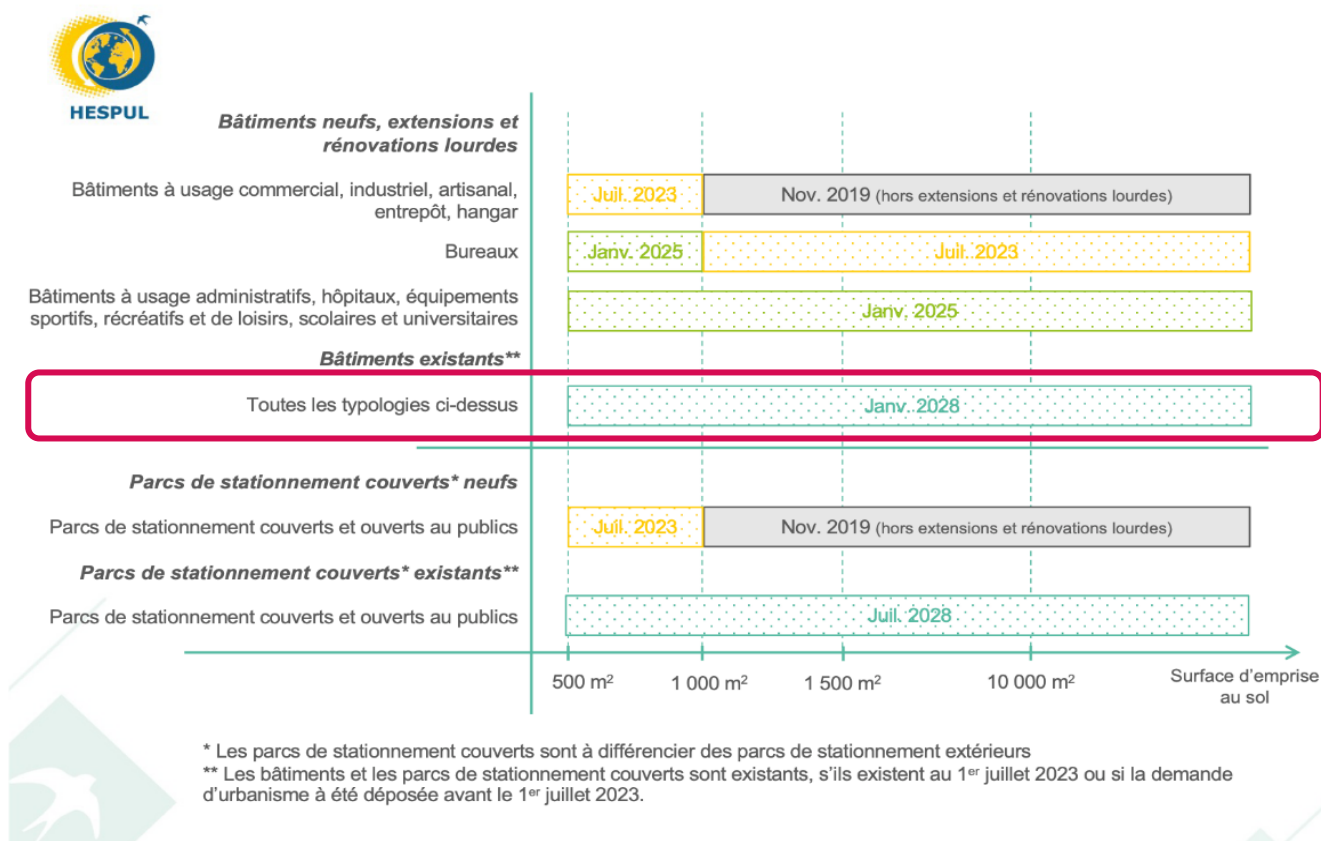 HESPUL
Bâtiments neufs, extensions et
rénovations lourdes
Bâtiments à usage commercial, industriel, artisanal,
entrepôt, hangar
Juil. 2023
Nov. 2019 (hors extensions et rénovations lourdes)
Bureaux
Janv. 2025
Juil. 2023
Bâtiments à usage administratifs, hôpitaux, équipements
sportifs, récréatifs et de loisirs, scolaires et universitaires
Janv. 2025
Bâtiments existants**
Toutes les typologies ci-dessus
Janv. 2028
Parcs de stationnement couverts* neufs
Parcs de stationnement couverts et ouverts au publics
Juil. 2023
Nov. 2019 (hors extensions et rénovations lourdes)
Parcs de stationnement couverts* existants**
Parcs de stationnement couverts et ouverts au publics
Juil. 2028
500 m²
1 000 m²
1 500 m²
10 000 m²
Surface d'emprise
au sol
* Les parcs de stationnement couverts sont à différencier des parcs de stationnement extérieurs
** Les bâtiments et les parcs de stationnement couverts sont existants, s'ils existent au 1er juillet 2023 ou si la demande
d'urbanisme à été déposée avant le 1er juillet 2023.